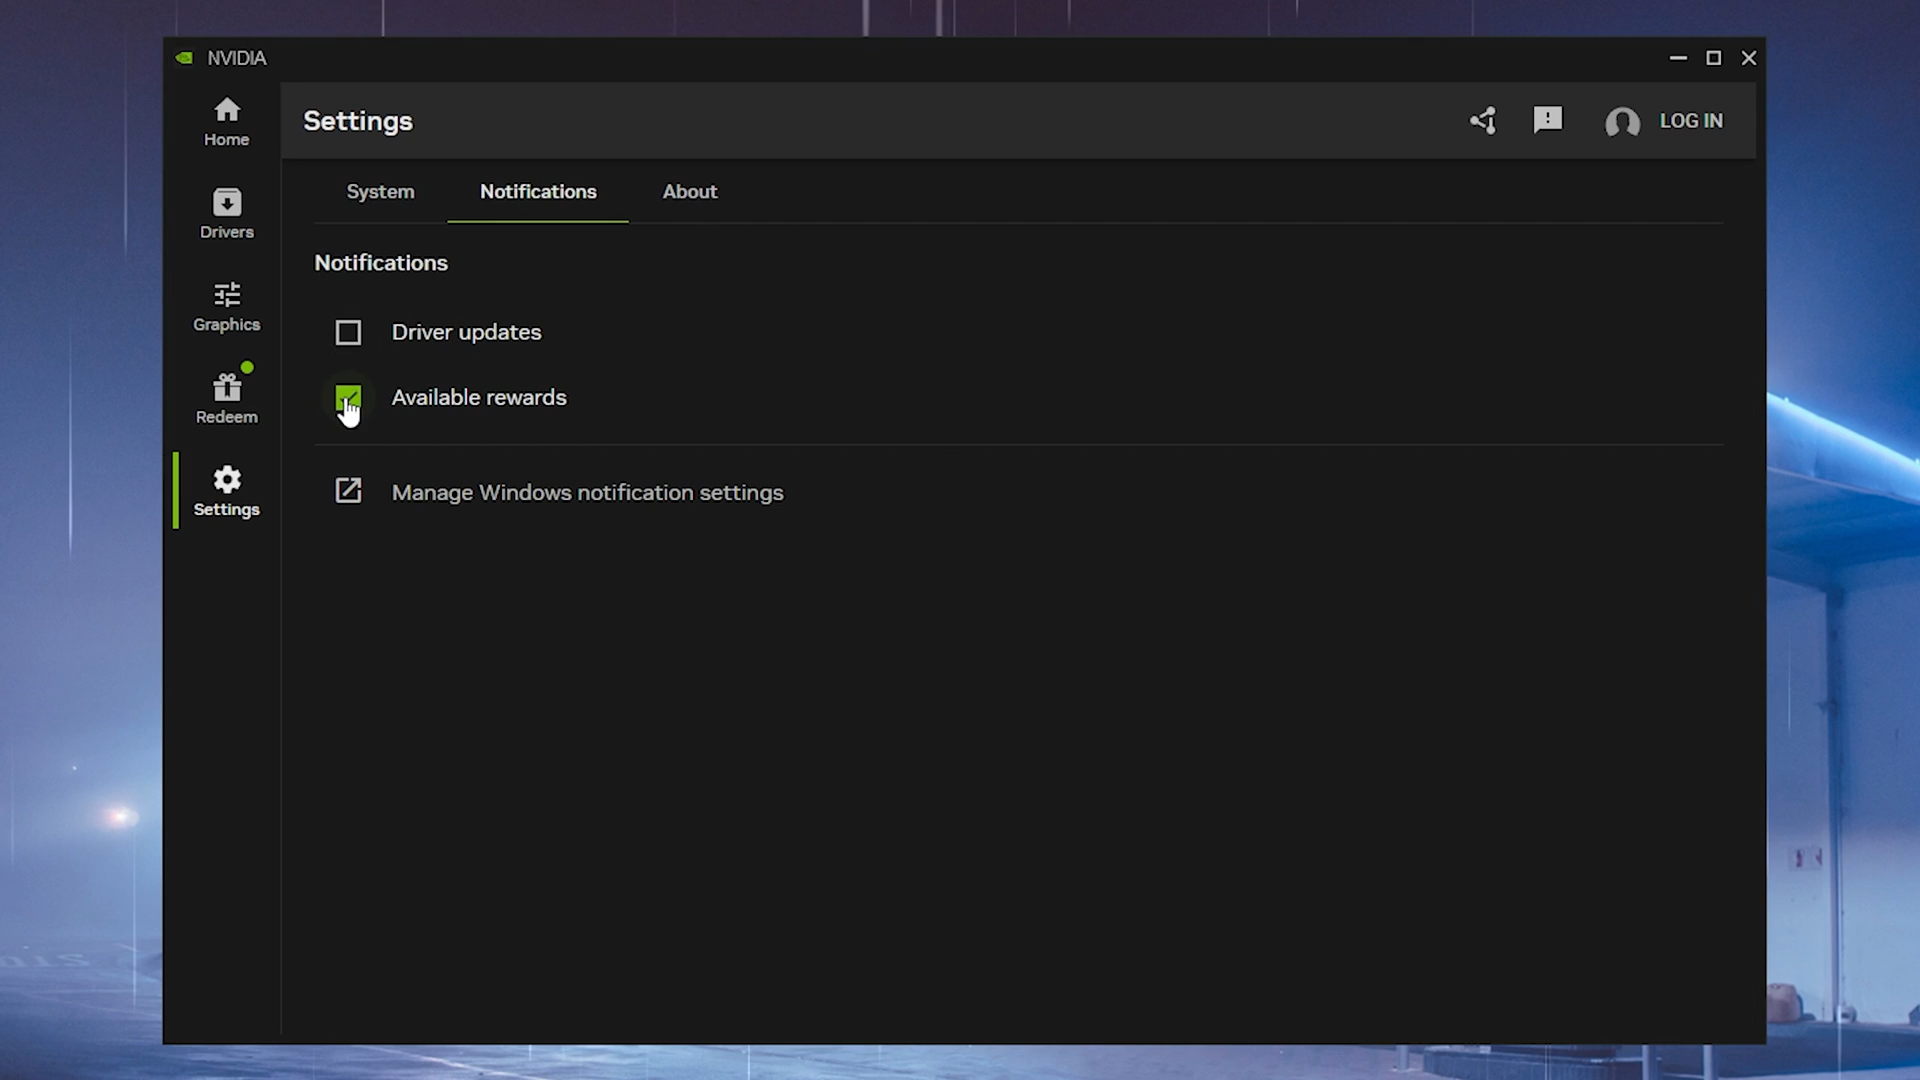 NVIDIA
Home
Settings
LOG IN
Drivers
System
Notifications
About
Notifications
Graphics
Driver updates
Redeem
Available rewards
Settings
Manage Windows notification settings